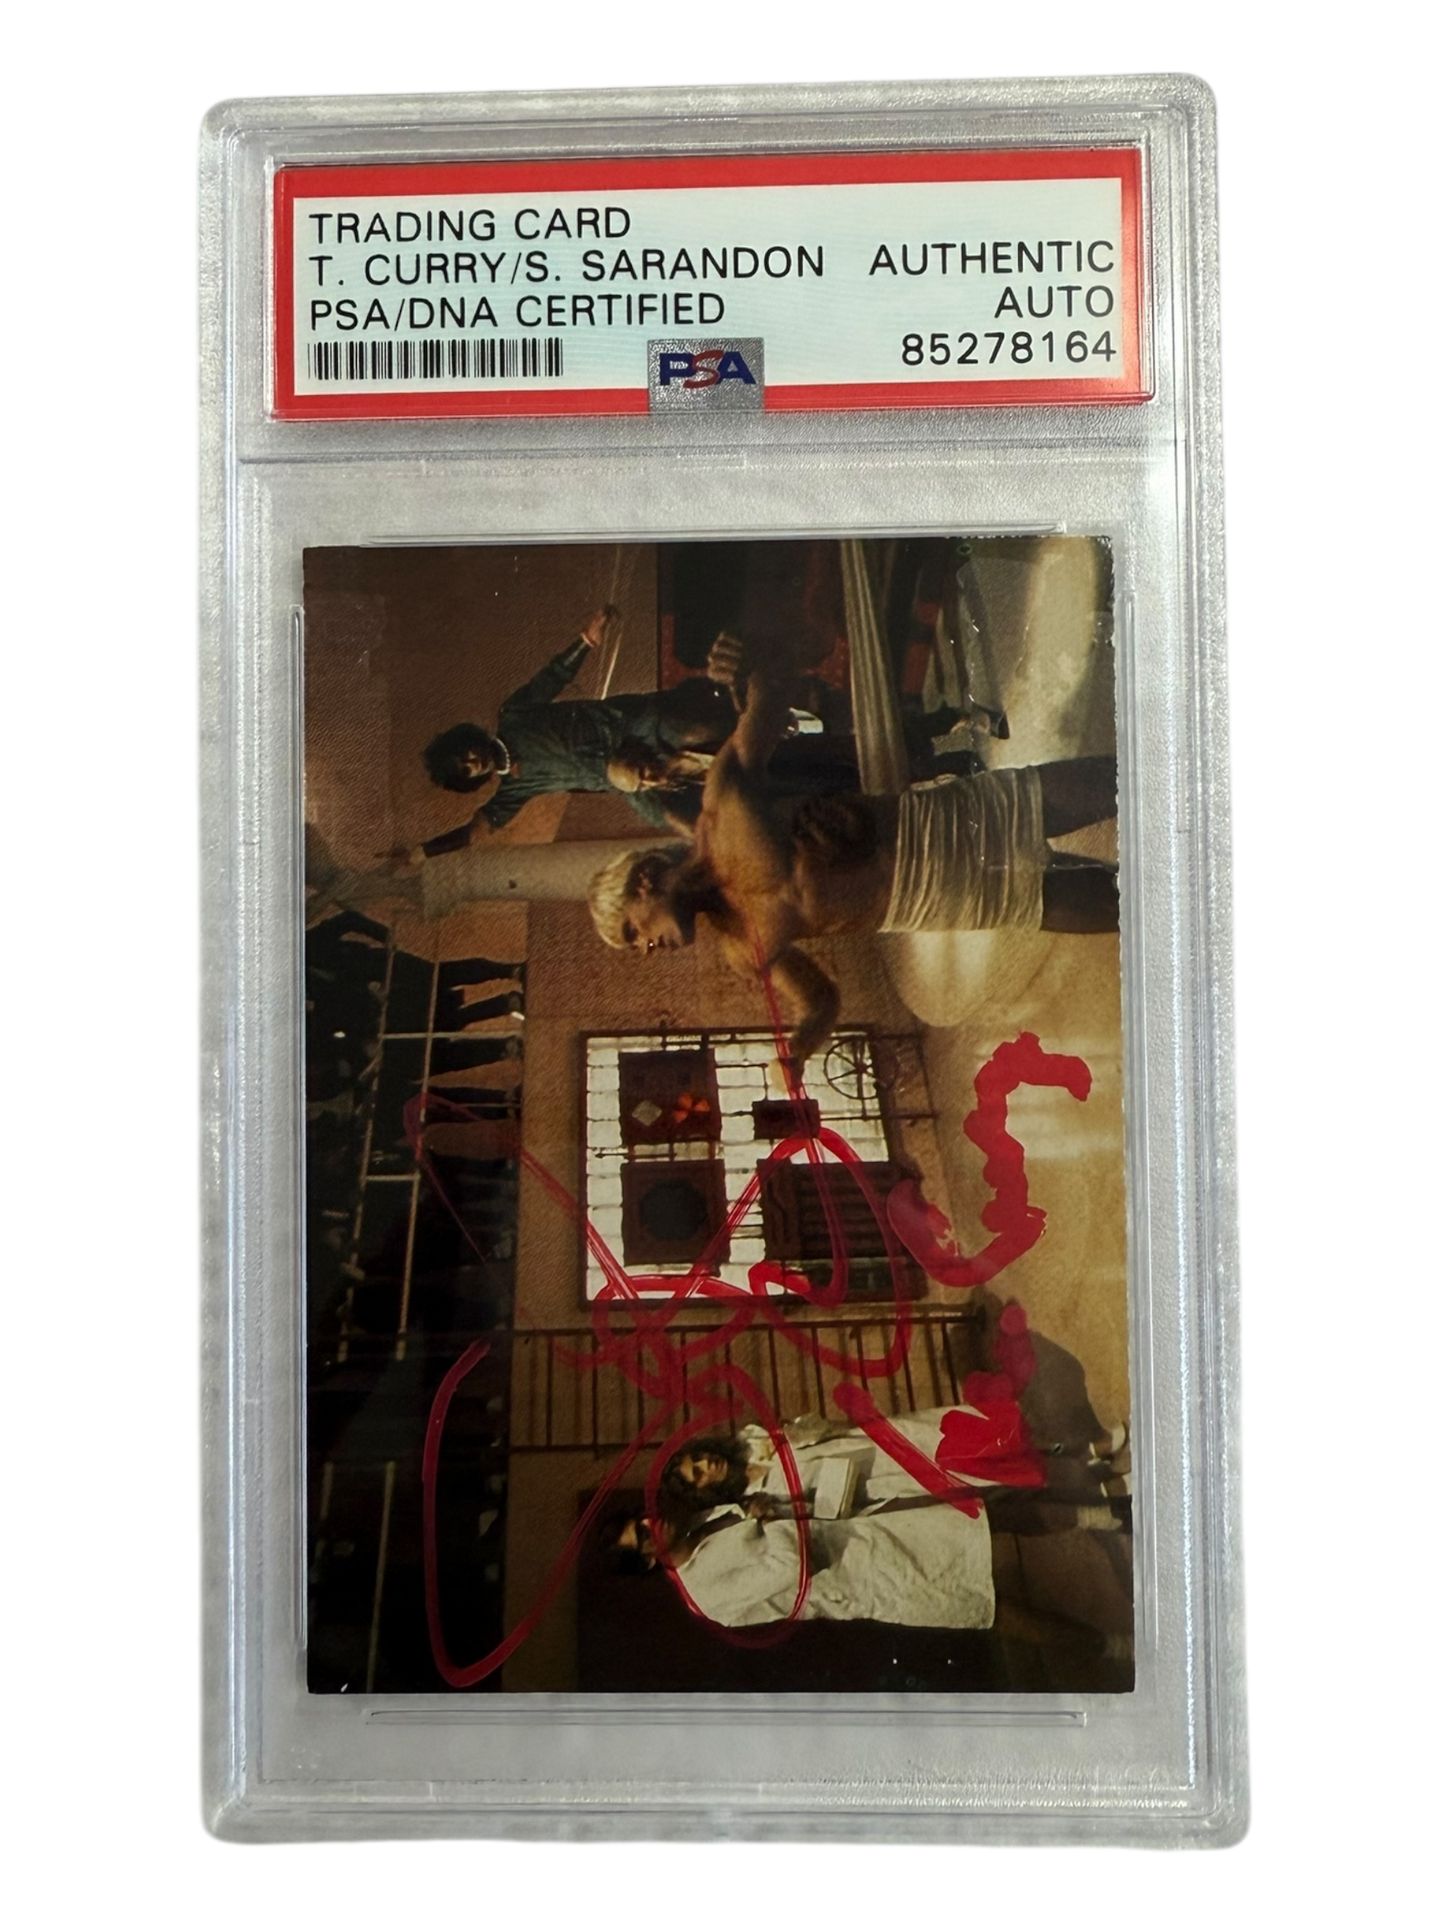 TRADING CARD
T. CURRY/S. SARANDON
PSA/DNA CERTIFIED
AUTHENTIC
AUTO
85278164
PSA